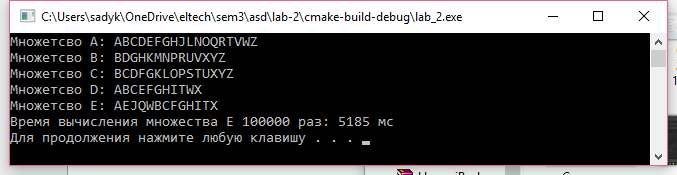 C:\Users\sadyk\OneDrive\eltech\sem3\asd\lab-2\cmake-build-debug\lab_2.exe
Множетсво A: ABCDEFGHJLNOQRTVWZ
Множетсво B: BDGHKMNPRUVXYZ
Множетсво C: BCDFGKLOPSTUXYZ
Множетсво D: ABCEFGHITWX
Множетсво E: AEJQWBCFGHITX
Время вычисления множества E 100000 раз: 5185 мс
Для продолжения нажмите любую клавишу . . .